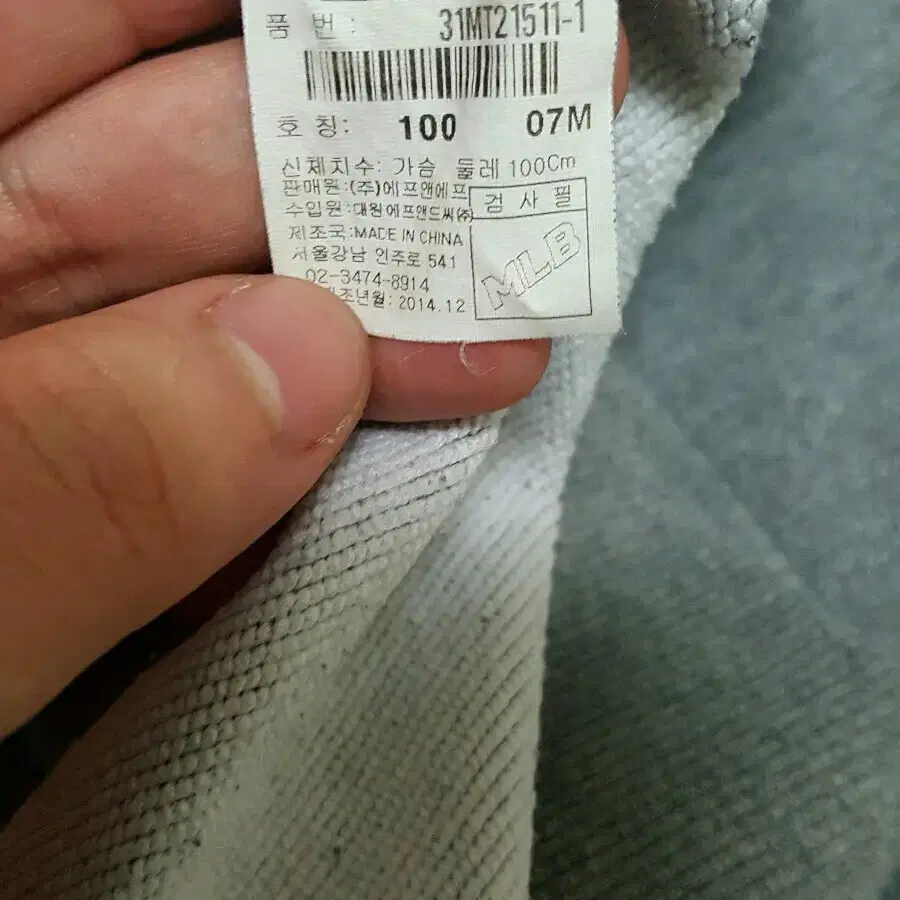 품 번 : 31MT21511-1
호 칭: 100 07M
신체치수: 가슴 둘레 100Cm
판매원:(주)에프앤에프
수입원:대원에프앤드씨(주)
검 사 필
MLB
제조국:MADE IN CHINA
서울강남 언주로 541
02-3474-8914
조년월: 2014.12